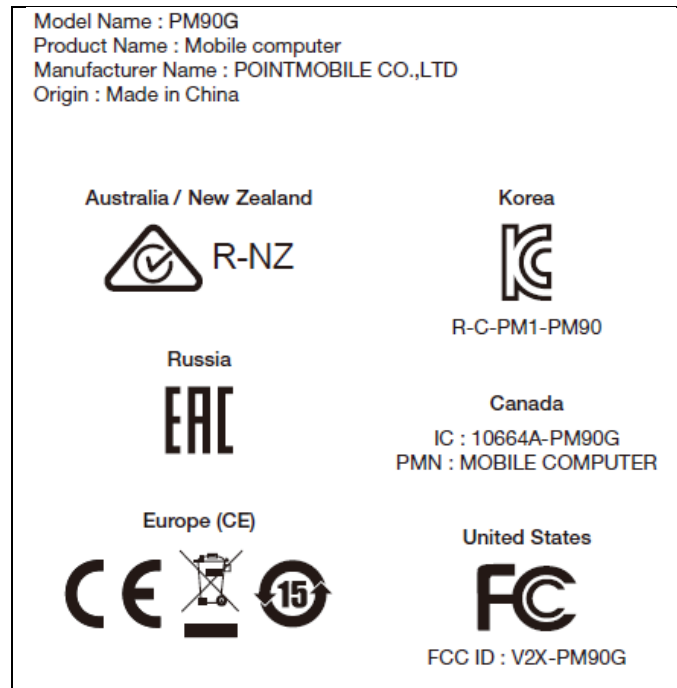 Model Name : PM90G
Product Name : Mobile computer
Manufacturer Name : POINTMOBILE CO.,LTD
Origin : Made in China
Australia / New Zealand
R-NZ
Korea
R-C-PM1-PM90
Russia
EAC
Canada
IC : 10664A-PM90G
PMN : MOBILE COMPUTER
Europe (CE)
CE
15
United States
FC
FCC ID : V2X-PM90G